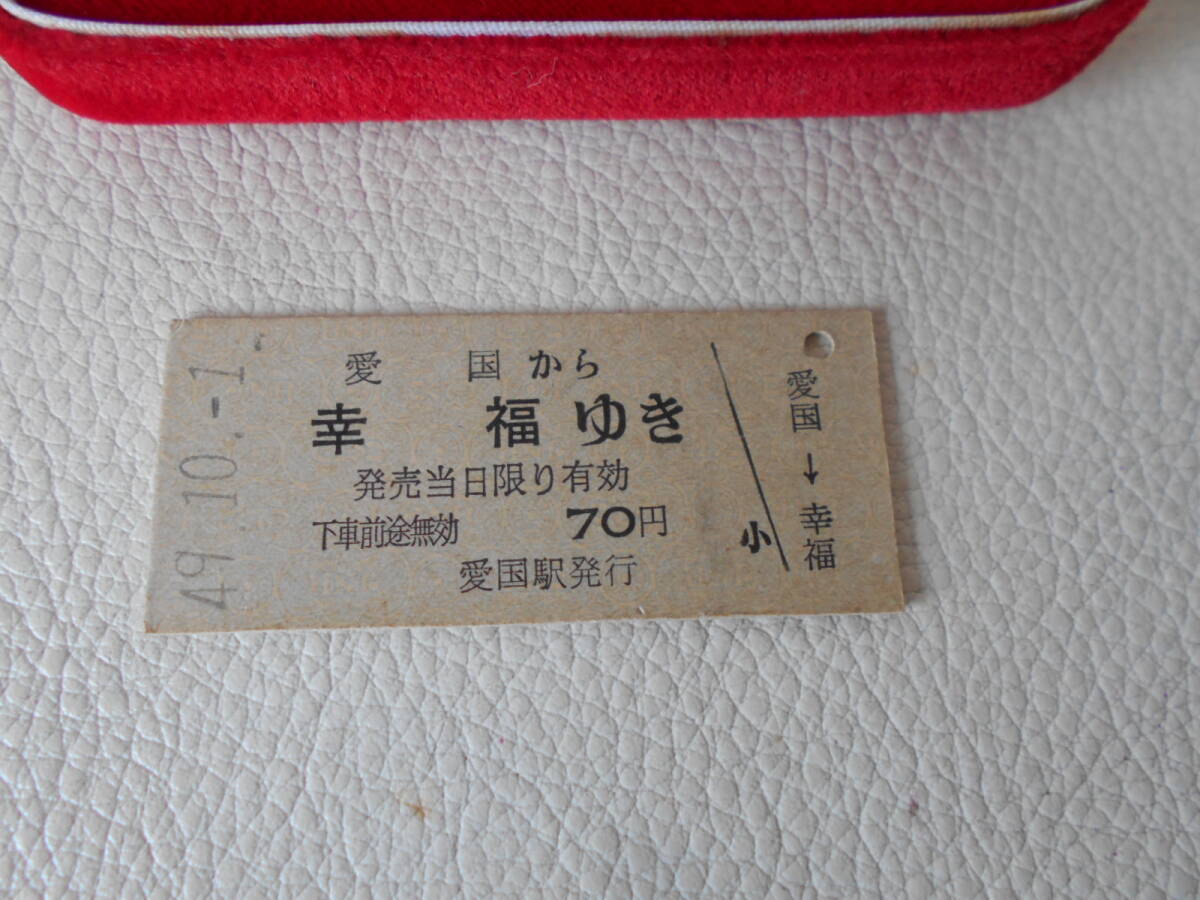 49.10.-1.
愛国から
幸福ゆき
発売当日限り有効
下車前途無効 70円
愛国駅発行
小
愛国→幸福